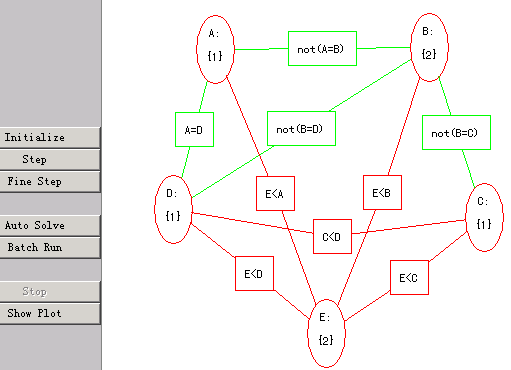 A:
{1}
B:
{2}
not(A=B)
A=D
not(B=D)
not(B=C)
Initialize
Step
Fine Step
D:
{1}
E<A
E<B
C:
{1}
Auto Solve
Batch Run
C<D
E<D
E<C
Stop
Show Plot
E:
{2}